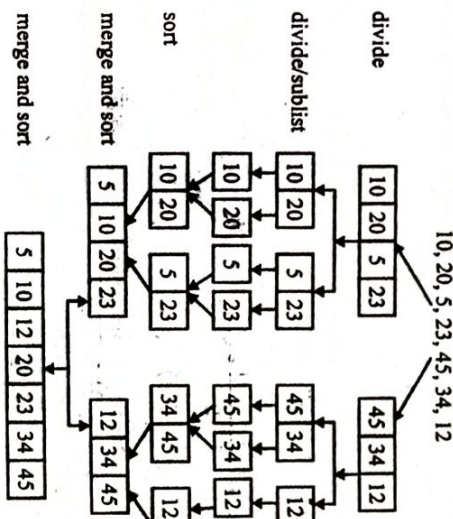 10, 20, 5, 23, 45, 34, 12
divide
10 20 5 23
45 34 12
divide/sublist
10 20
5 23
45 34
12
10 20 5 23 45 34 12
sort
10 20
5 23
34 45
12
merge and sort
5 10 20 23
12 34 45
merge and sort
5 10 12 20 23 34 45